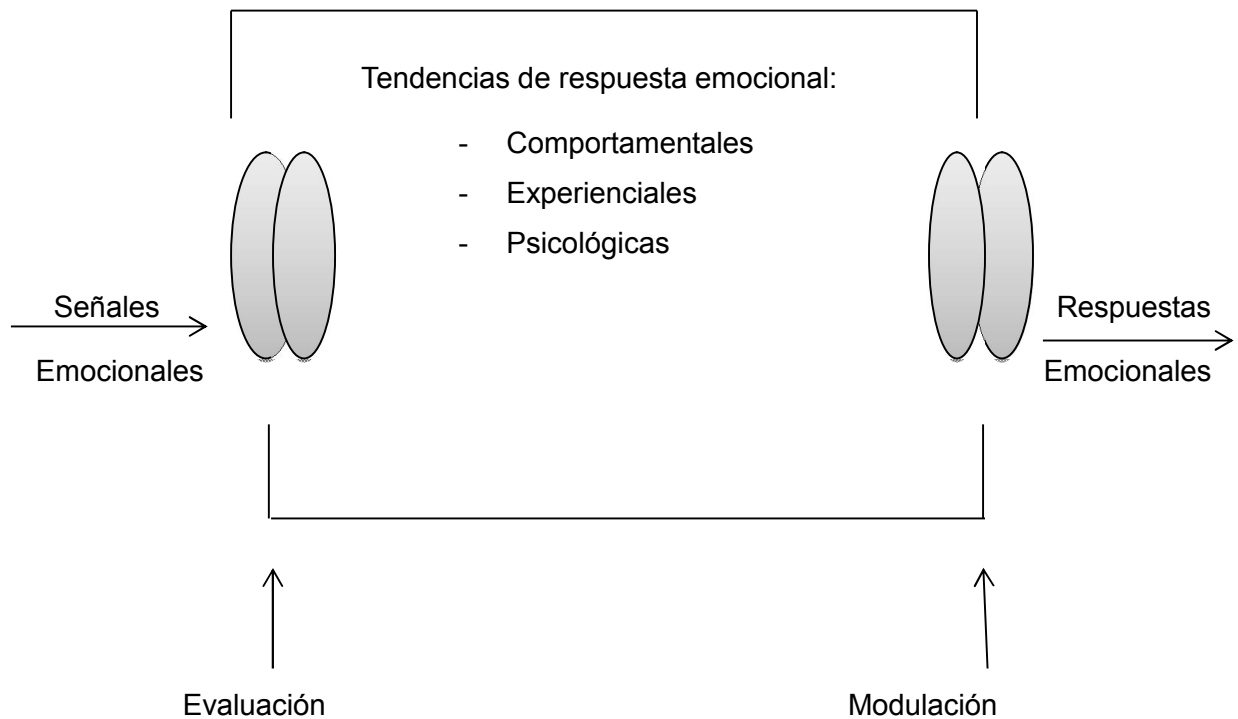 Tendencias de respuesta emocional:
- Comportamentales
- Experienciales
- Psicológicas
Señales
Emocionales
Respuestas
Emocionales
Evaluación
Modulación